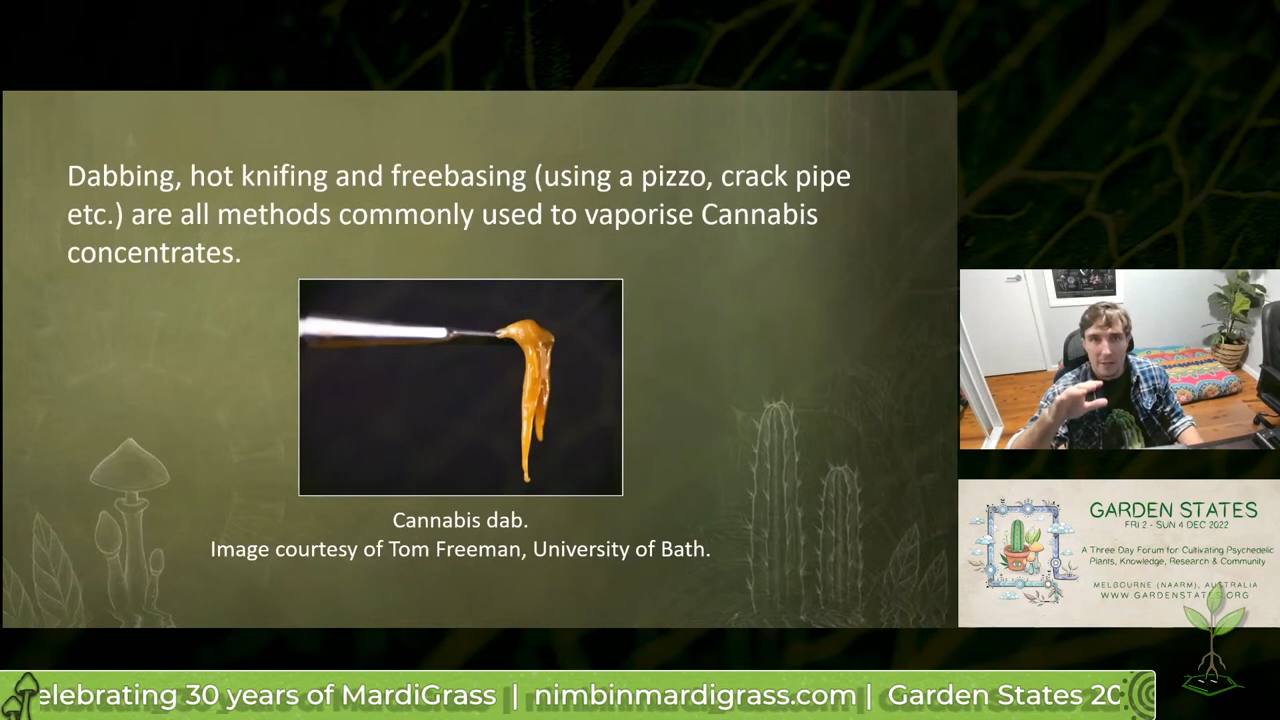 Dabbing, hot knifing and freebasing (using a pizzo, crack pipe
etc.) are all methods commonly used to vaporise Cannabis
concentrates.
Cannabis dab.
Image courtesy of Tom Freeman, University of Bath.
GARDEN STATES
FRI 2 - SUN 4 DEC 2022
A Three Day Forum for Cultivating Psychedelic
Plants, Knowledge, Research & Community
MELBOURNE (NAARM), AUSTRALIA
WWW.GARDENSTATES.ORG
elebrating 30 years of MardiGrass | nimbinmardigrass.com | Garden States 20